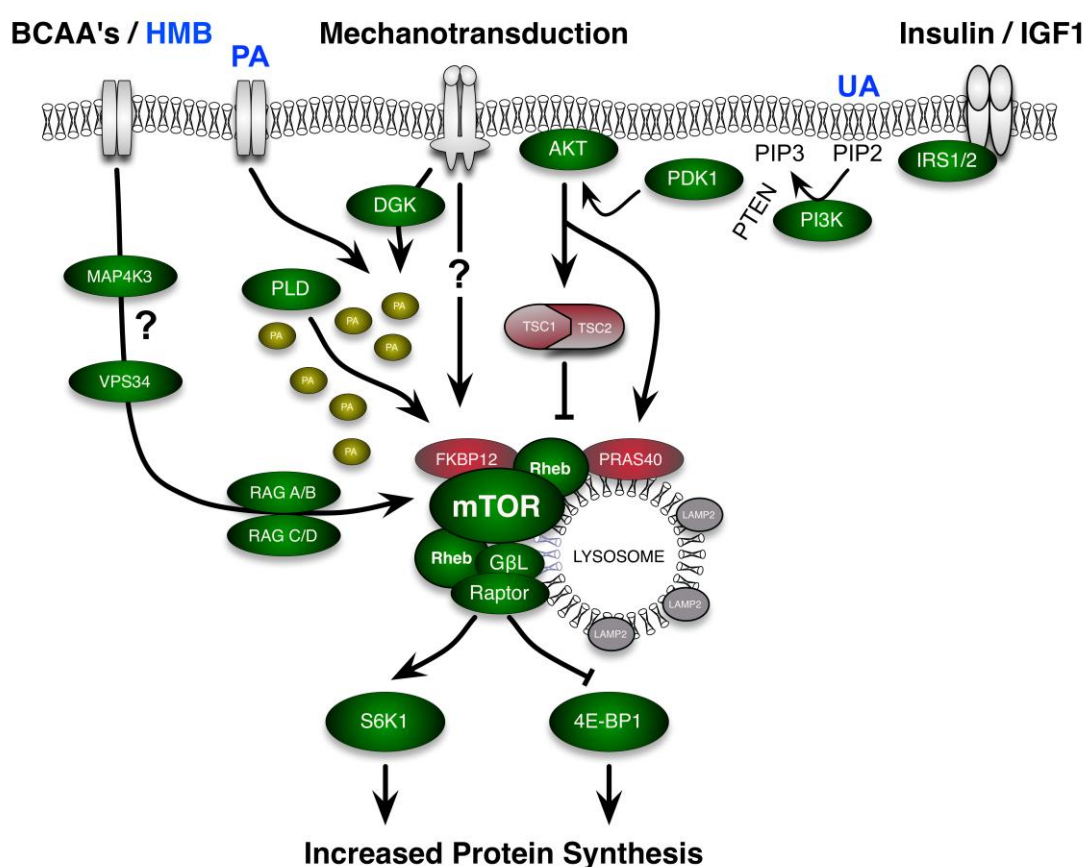 BCAA's / HMB
PA
Mechanotransduction
Insulin / IGF1
UA
AKT
PDK1
PIP3
PIP2
IRS1/2
PTEN
PI3K
DGK
?
MAP4K3
?
PLD
PA
PA
PA
PA
PA
PA
PA
TSC1
TSC2
VPS34
FKBP12
Rheb
PRAS40
RAG A/B
mTOR
LAMP2
RAG C/D
Rheb
GβL
LYSOSOME
Raptor
LAMP2
LAMP2
S6K1
4E-BP1
Increased Protein Synthesis